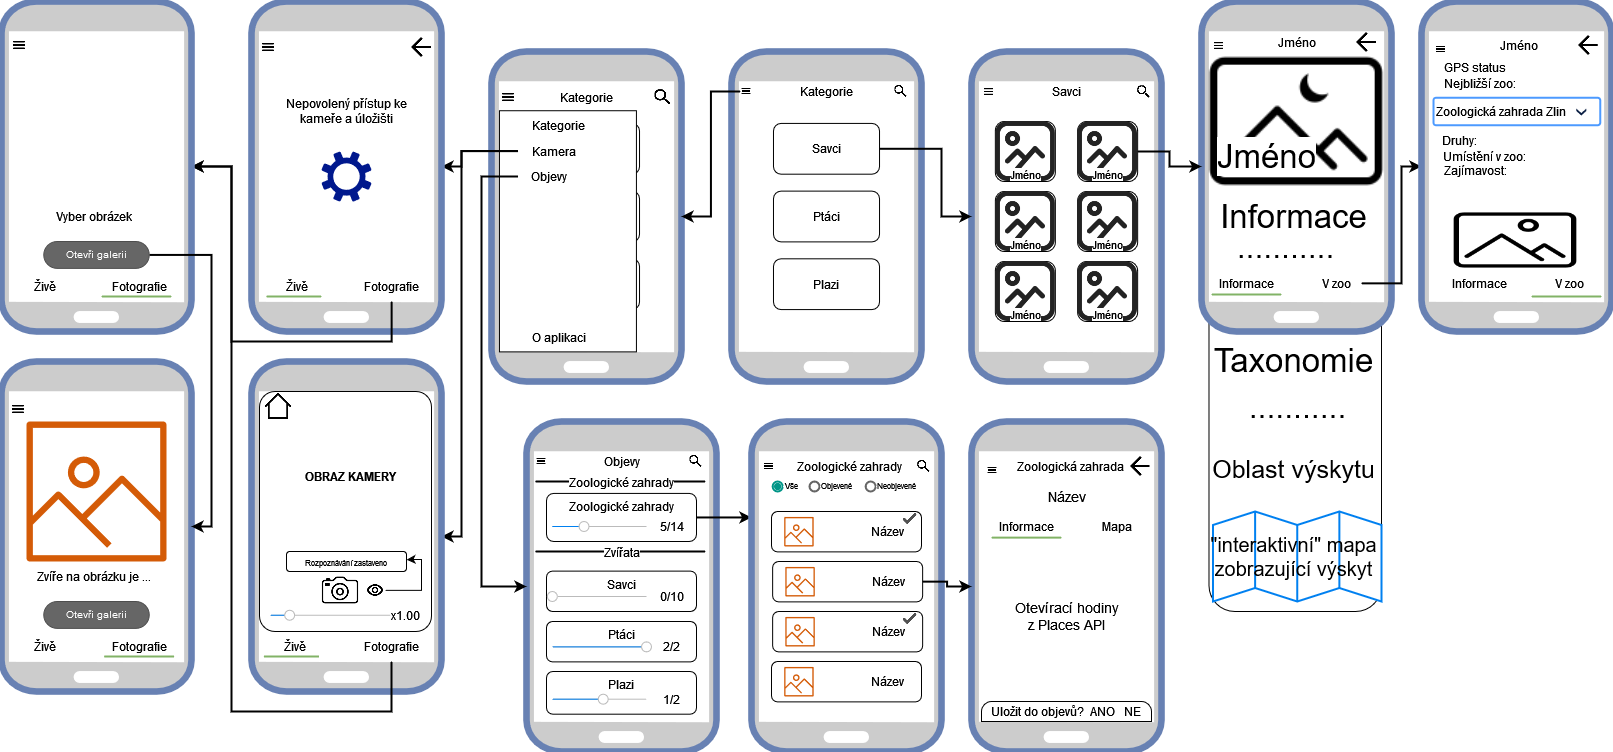 Vyber obrázek
Otevři galerii
Živě
Fotografie
Nepovolený přístup ke
kameře a úložišti
Živě
Fotografie
Kategorie
Kategorie
Kamera
Objevy
O aplikaci
Kategorie
Savci
Ptáci
Plazi
Savci
Jméno
Jméno
Jméno
Jméno
Jméno
Jméno
Jméno
Jméno
Informace
...........
Informace
V zoo
Taxonomie
...........
Oblast výskytu
"interaktivní" mapa
zobrazující výskyt
Jméno
GPS status
Nejbližší zoo:
Zoologická zahrada Zlin
Druhy:
Umístění v zoo:
Zajímavost:
Informace
V zoo
Zvíře na obrázku je ...
Otevři galerii
Živě
Fotografie
OBRAZ KAMERY
Rozpoznávání zastaveno
x1.00
Živě
Fotografie
Objevy
Zoologické zahrady
Zoologické zahrady
5/14
Zvířata
Savci
0/10
Ptáci
2/2
Plazi
1/2
Zoologické zahrady
Vše
Objevené
Neobjevené
Název
Název
Název
Název
Zoologická zahrada
Název
Informace
Mapa
Otevírací hodiny
z Places API
Uložit do objevů? ANO NE